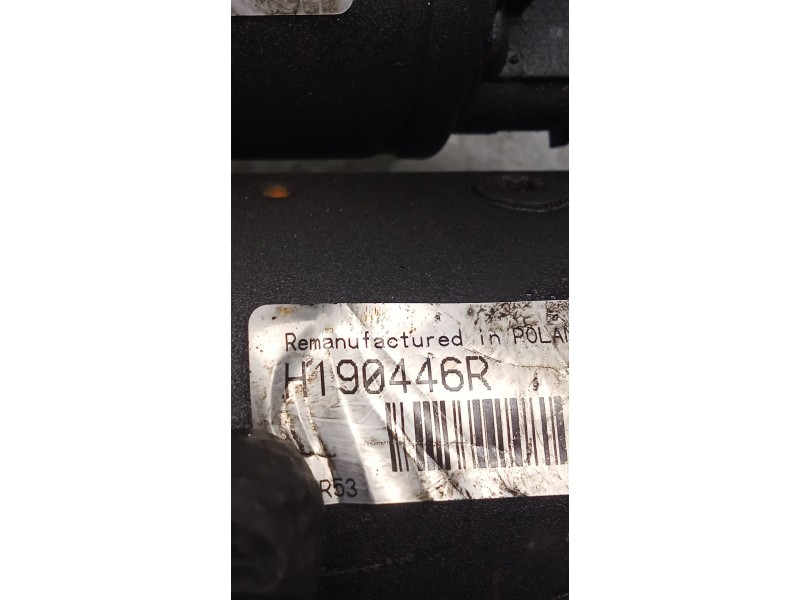 Remanufactured in POLAN
H190446R
R53